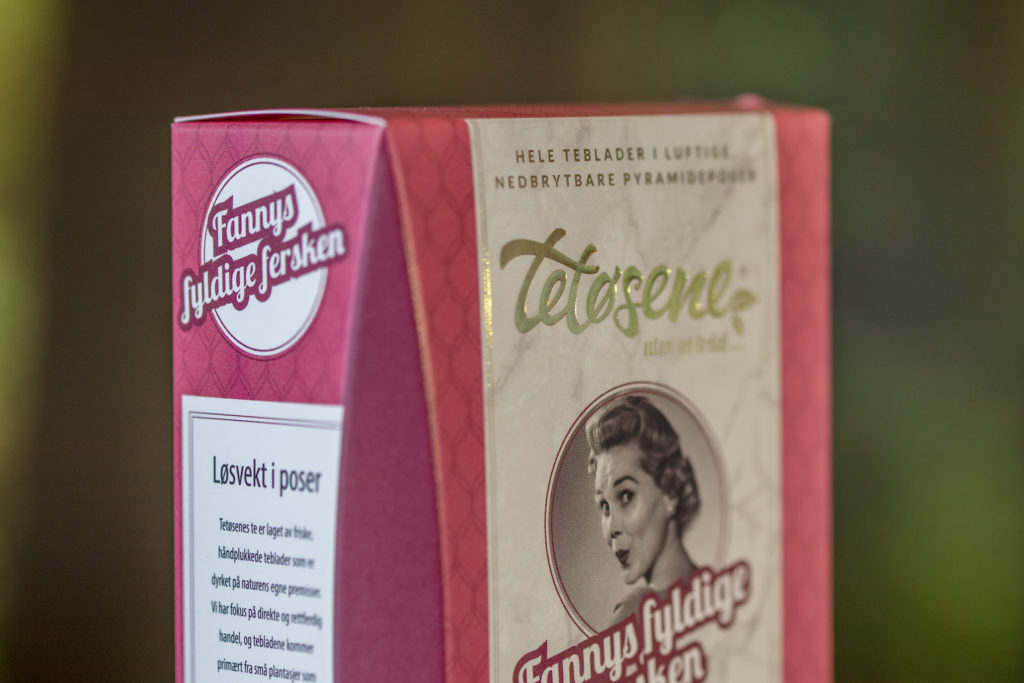 Fannys
fyldige fersken
Løsvekt i poser
Tetøsenes te er laget av friske,
håndplukkede teblader som er
dyrket på naturens egne premisser.
Vi har fokus på direkte og rettferdig
handel, og tebladene kommer
primært fra små plantasjer som
HELE TEBLADER I LUFTIGE
NEDBRYTBARE PYRAMIDEPOSER
Tetøsene
Fannys fyldige
fersken